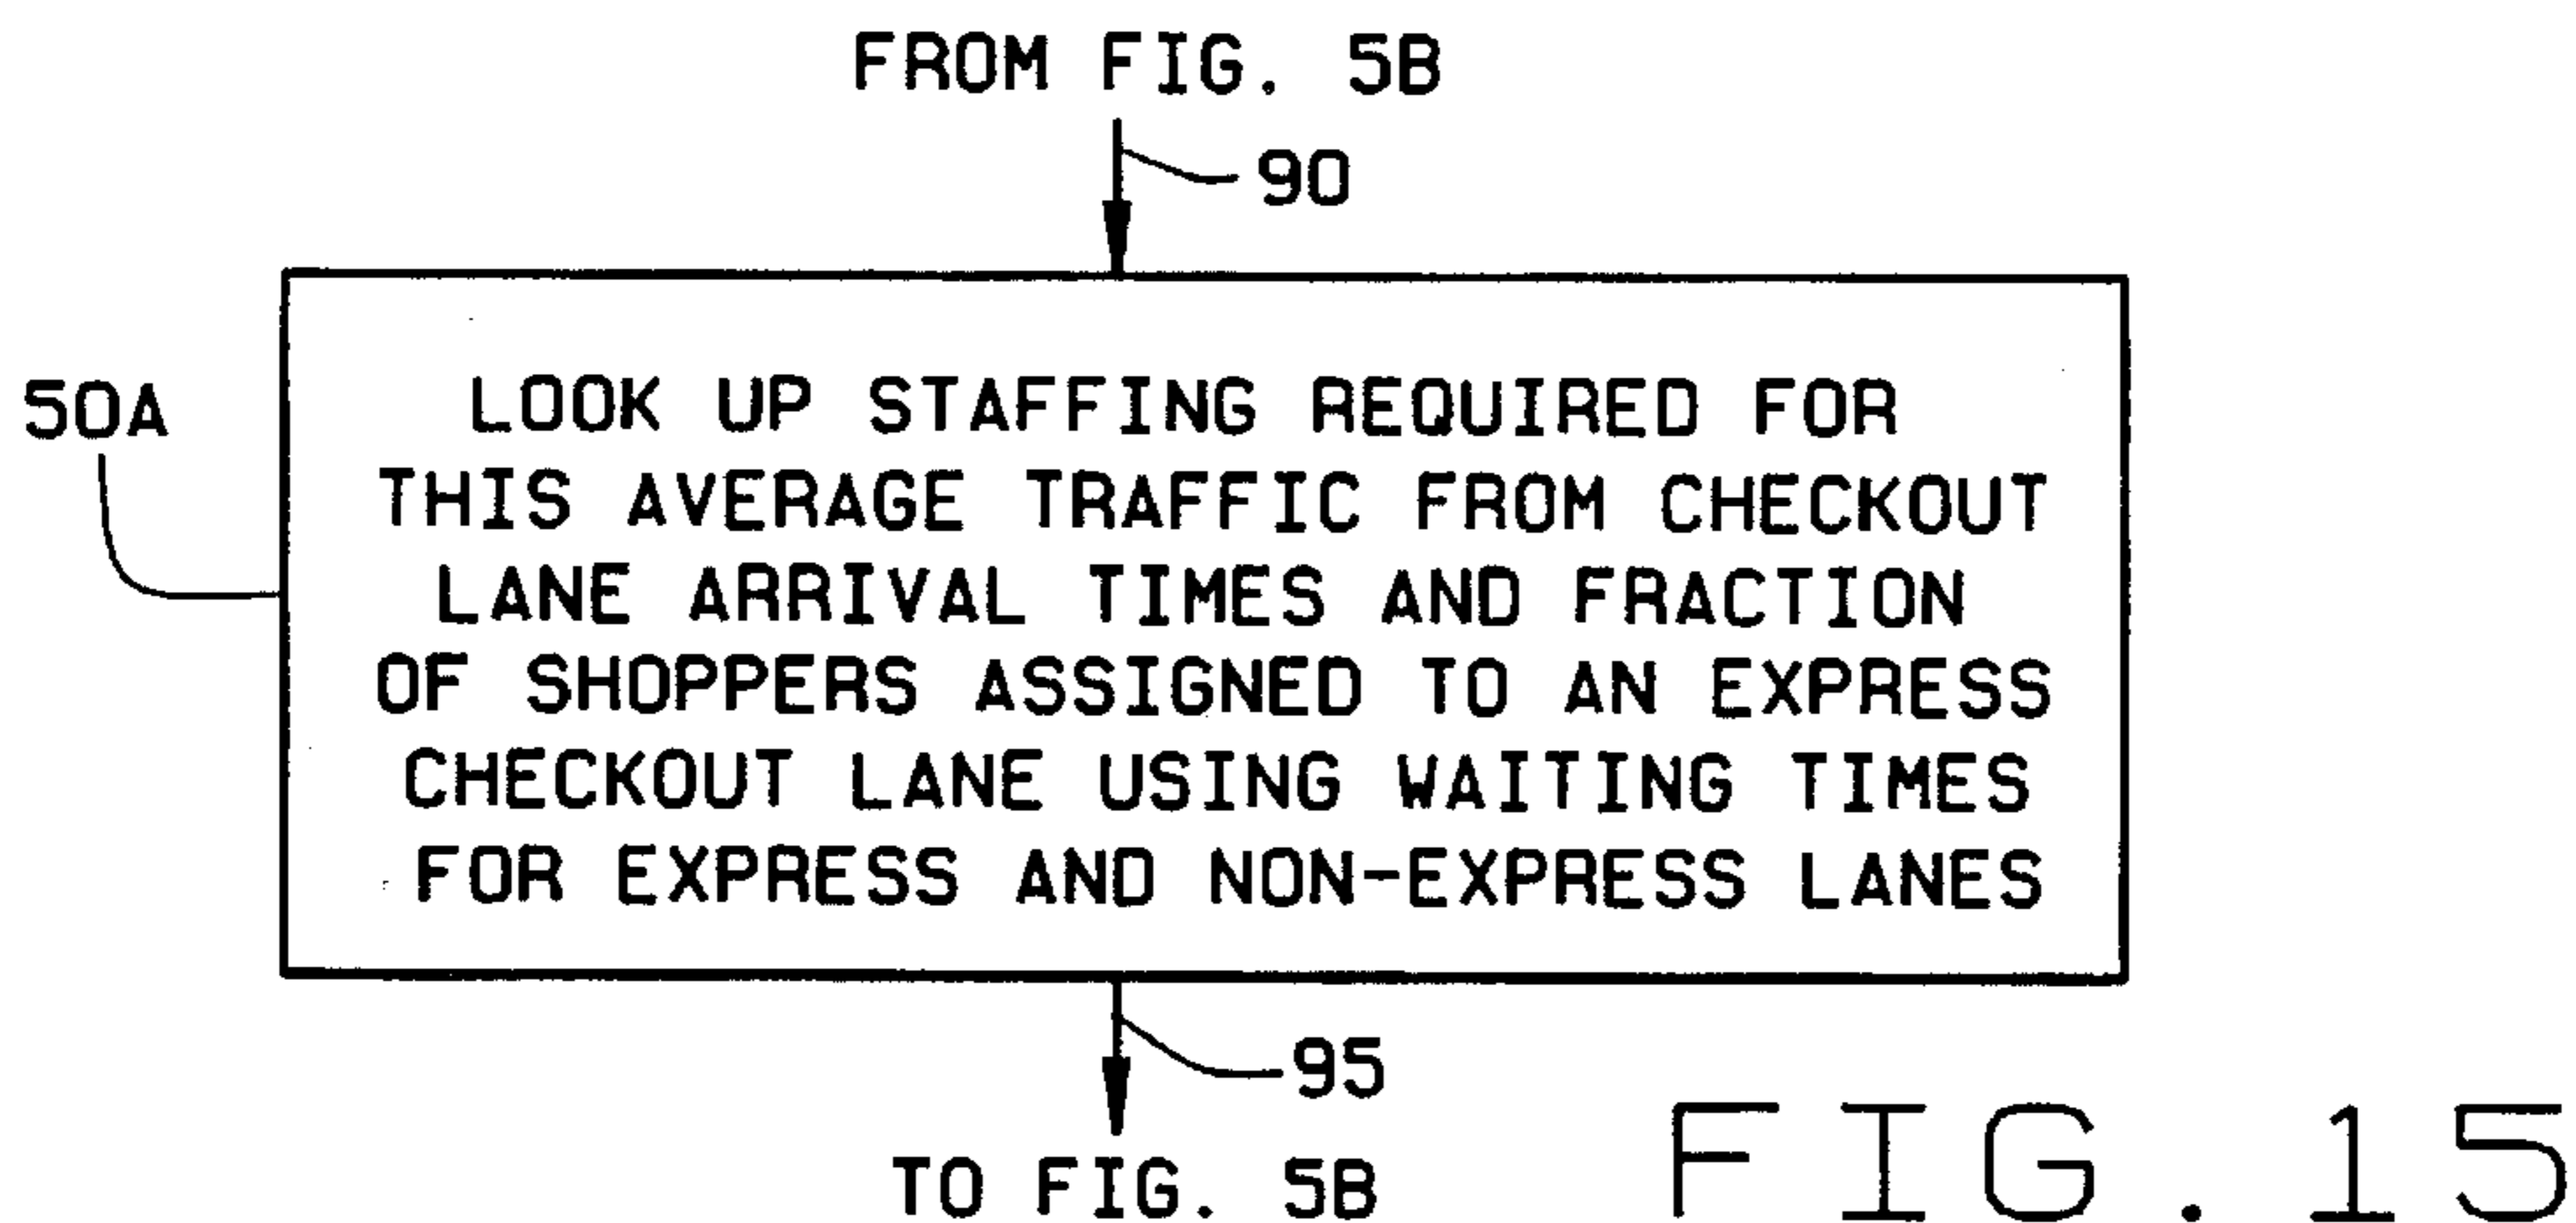 FROM FIG. 5B
90
50A
LOOK UP STAFFING REQUIRED FOR
THIS AVERAGE TRAFFIC FROM CHECKOUT
LANE ARRIVAL TIMES AND FRACTION
OF SHOPPERS ASSIGNED TO AN EXPRESS
CHECKOUT LANE USING WAITING TIMES
FOR EXPRESS AND NON-EXPRESS LANES
95
TO FIG. 5B
FIG. 15